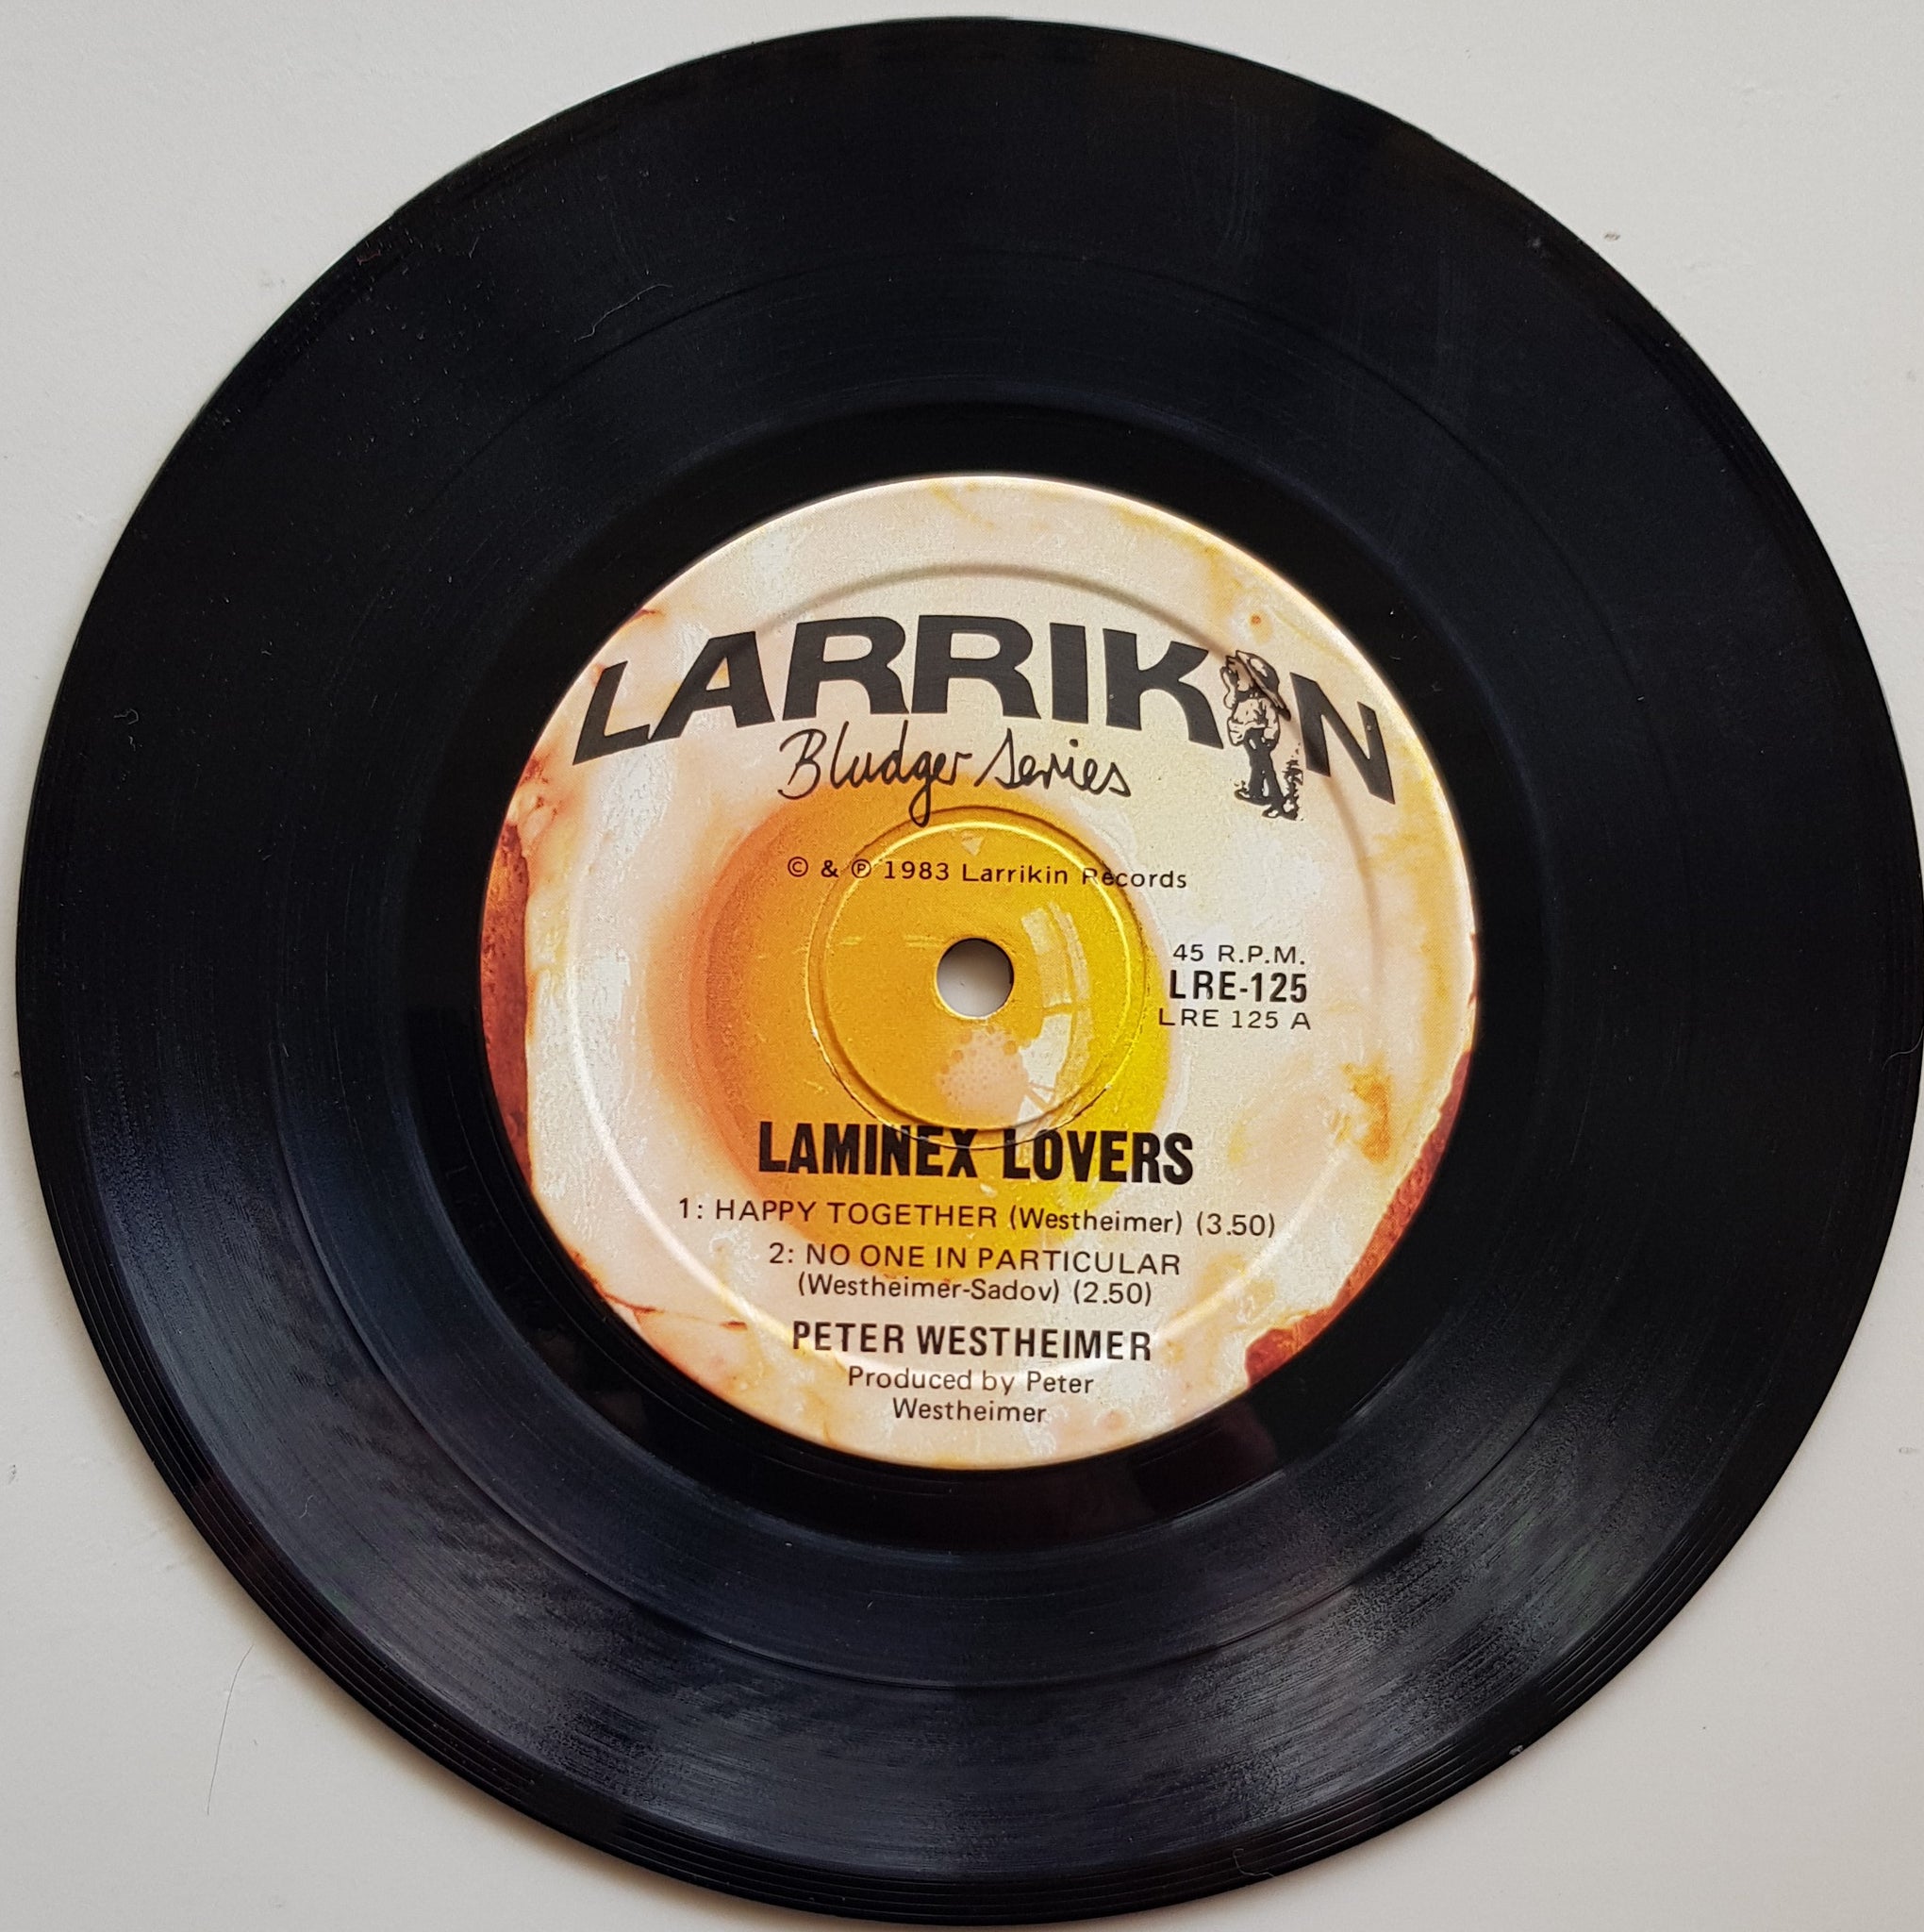 LARRIKIN
Bludger Series
© & ℗ 1983 Larrikin Records
45 R.P.M.
LRE-125
LRE 125 A
LAMINEX LOVERS
1: HAPPY TOGETHER (Westheimer) (3.50)
2: NO ONE IN PARTICULAR
(Westheimer-Sadov) (2.50)
PETER WESTHEIMER
Produced by Peter
Westheimer